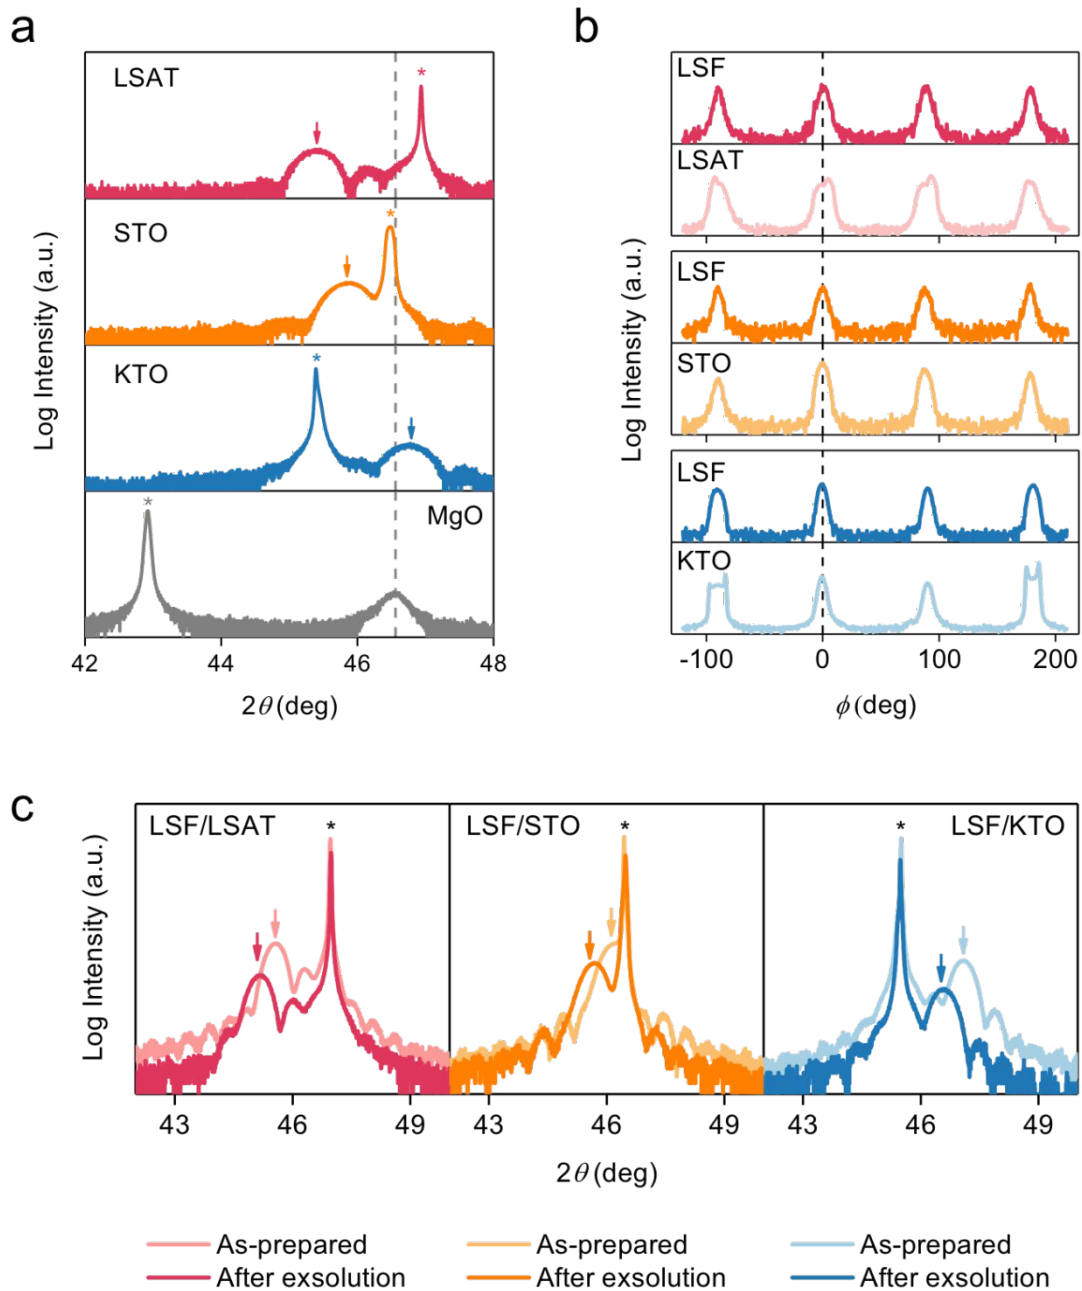 a
LSAT
*
STO
*
KTO
*
MgO
*
Log Intensity (a.u.)
42 44 46 48
2θ (deg)
b
LSF
LSAT
LSF
STO
LSF
KTO
Log Intensity (a.u.)
-100 0 100 200
ϕ (deg)
c
LSF/LSAT * LSF/STO * * LSF/KTO
Log Intensity (a.u.)
43 46 49 43 46 49 43 46 49
2θ (deg)
As-prepared As-prepared As-prepared
After exsolution After exsolution After exsolution